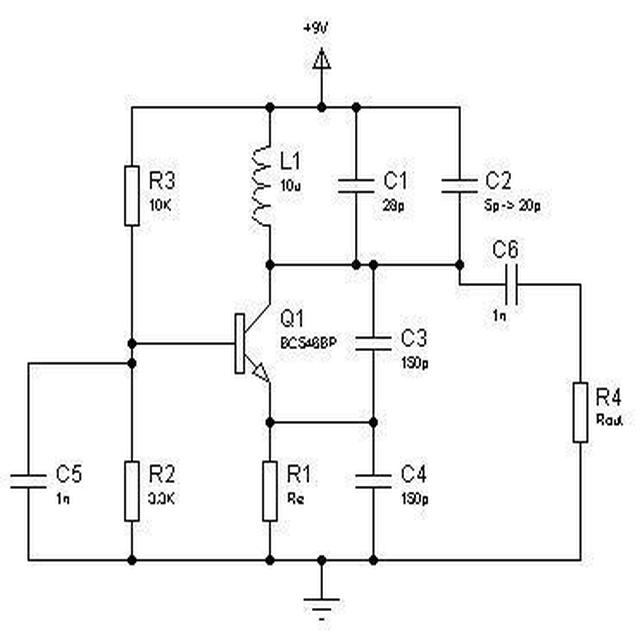 +9V
R3
10K
L1
10u
C1
28p
C2
5p-> 20p
C6
1n
Q1
BC546BP
C3
150p
R4
Rout
C5
1n
R2
3.3K
R1
Re
C4
150p